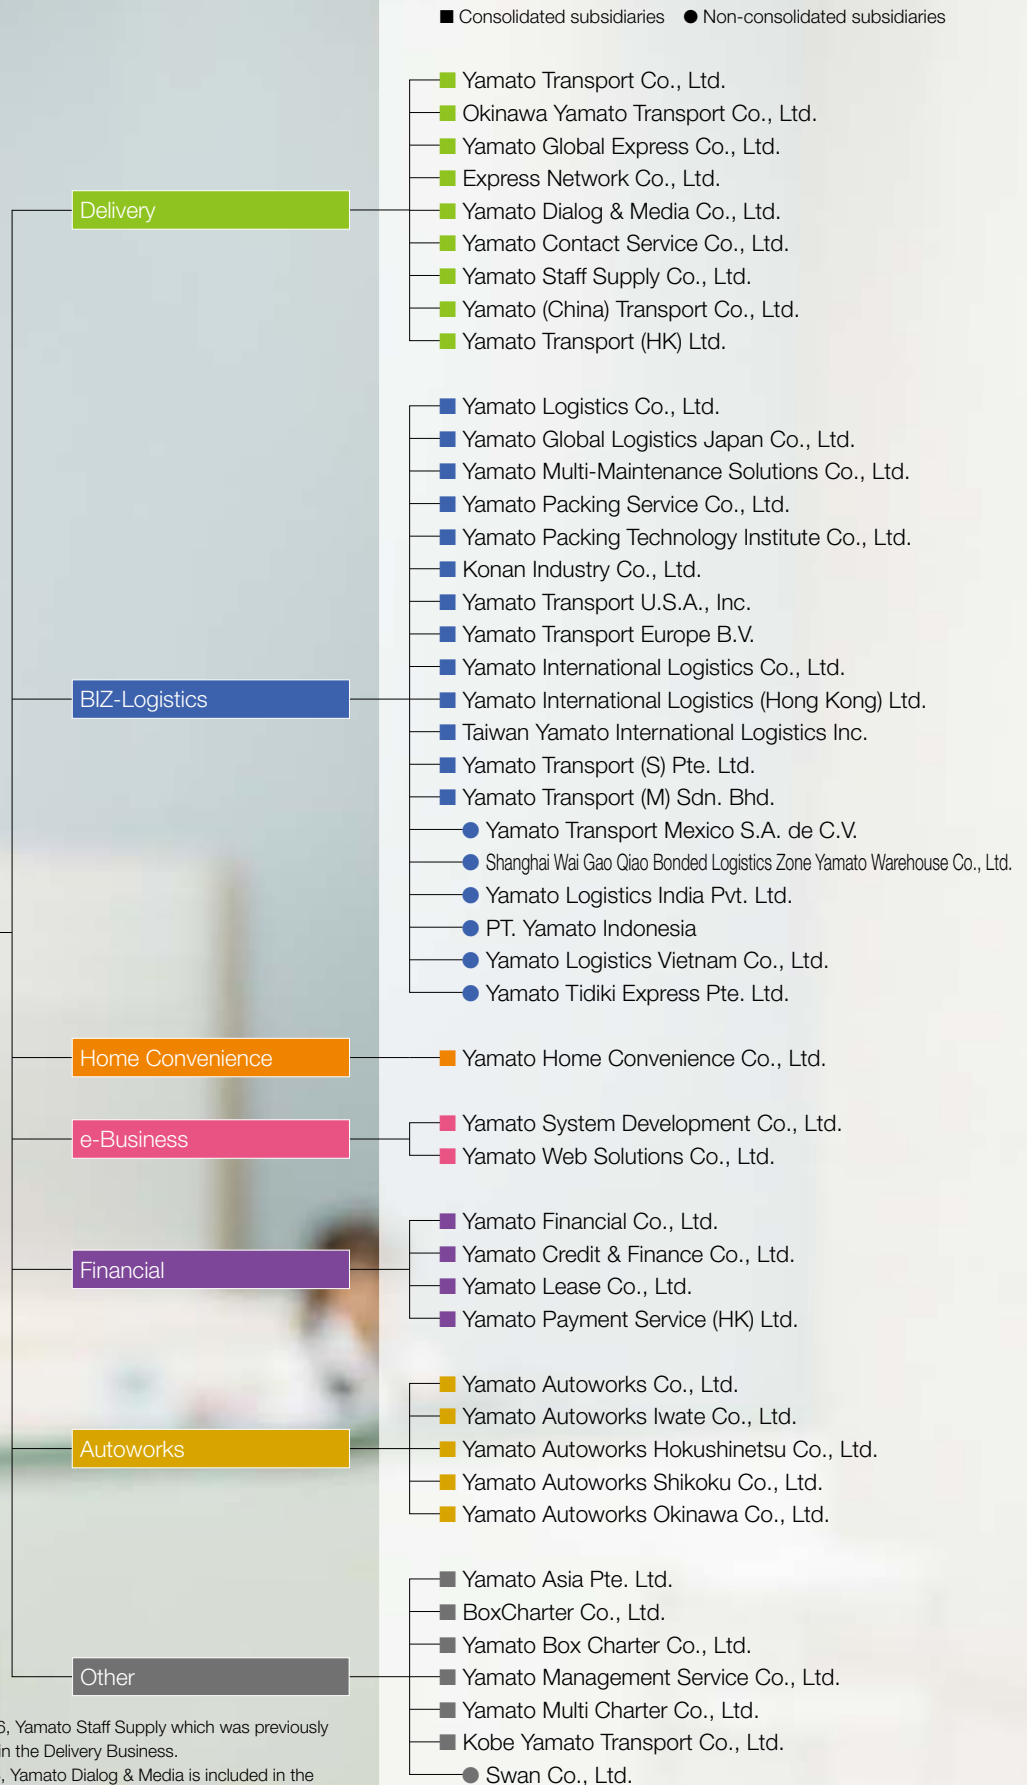 ■ Consolidated subsidiaries ● Non-consolidated subsidiaries
Delivery
Yamato Transport Co., Ltd.
Okinawa Yamato Transport Co., Ltd.
Yamato Global Express Co., Ltd.
Express Network Co., Ltd.
Yamato Dialog & Media Co., Ltd.
Yamato Contact Service Co., Ltd.
Yamato Staff Supply Co., Ltd.
Yamato (China) Transport Co., Ltd.
Yamato Transport (HK) Ltd.
BIZ-Logistics
Yamato Logistics Co., Ltd.
Yamato Global Logistics Japan Co., Ltd.
Yamato Multi-Maintenance Solutions Co., Ltd.
Yamato Packing Service Co., Ltd.
Yamato Packing Technology Institute Co., Ltd.
Konan Industry Co., Ltd.
Yamato Transport U.S.A., Inc.
Yamato Transport Europe B.V.
Yamato International Logistics Co., Ltd.
Yamato International Logistics (Hong Kong) Ltd.
Taiwan Yamato International Logistics Inc.
Yamato Transport (S) Pte. Ltd.
Yamato Transport (M) Sdn. Bhd.
Yamato Transport Mexico S.A. de C.V.
Shanghai Wai Gao Qiao Bonded Logistics Zone Yamato Warehouse Co., Ltd.
Yamato Logistics India Pvt. Ltd.
PT. Yamato Indonesia
Yamato Logistics Vietnam Co., Ltd.
Yamato Tidiki Express Pte. Ltd.
Home Convenience
Yamato Home Convenience Co., Ltd.
e-Business
Yamato System Development Co., Ltd.
Yamato Web Solutions Co., Ltd.
Financial
Yamato Financial Co., Ltd.
Yamato Credit & Finance Co., Ltd.
Yamato Lease Co., Ltd.
Yamato Payment Service (HK) Ltd.
Autoworks
Yamato Autoworks Co., Ltd.
Yamato Autoworks Iwate Co., Ltd.
Yamato Autoworks Hokushinetsu Co., Ltd.
Yamato Autoworks Shikoku Co., Ltd.
Yamato Autoworks Okinawa Co., Ltd.
Other
Yamato Asia Pte. Ltd.
BoxCharter Co., Ltd.
Yamato Box Charter Co., Ltd.
Yamato Management Service Co., Ltd.
Yamato Multi Charter Co., Ltd.
Kobe Yamato Transport Co., Ltd.
Swan Co., Ltd.
6, Yamato Staff Supply which was previously
in the Delivery Business.
, Yamato Dialog & Media is included in the